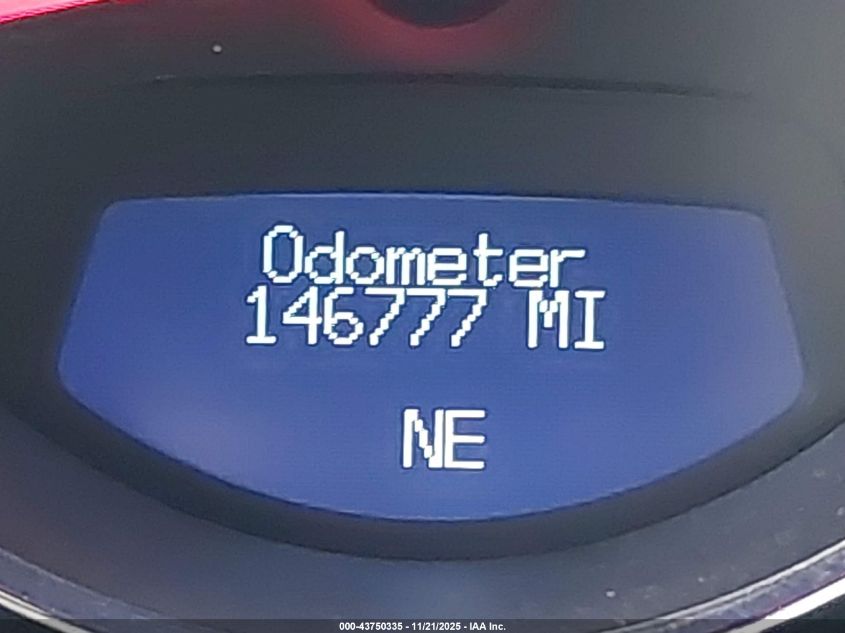 Odometer
146777 MI
NE
000-43750335 - 11/21/2025 - IAA Inc.